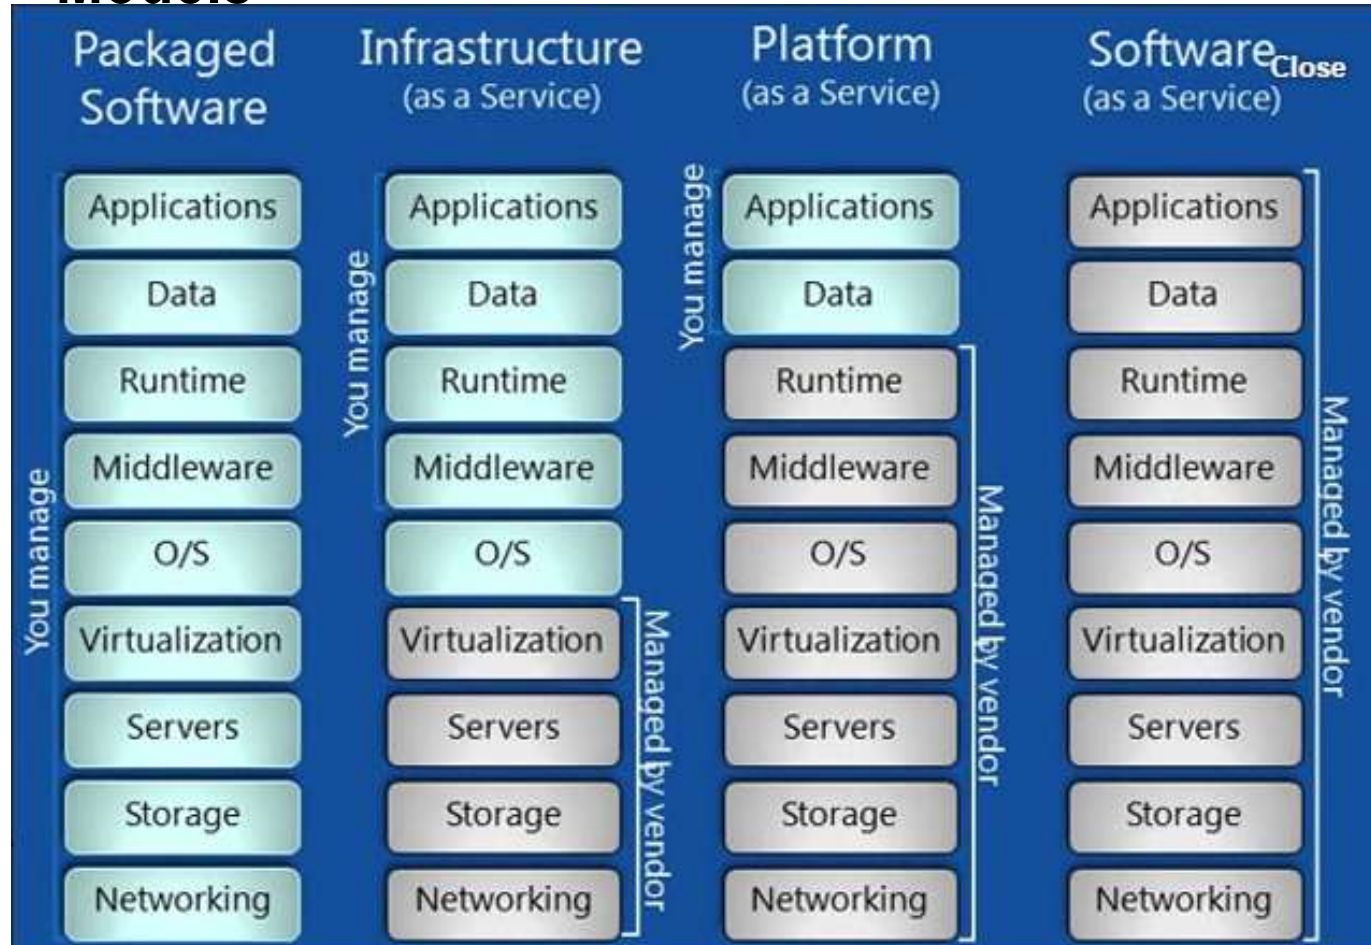 Models
Packaged
Software
Infrastructure
(as a Service)
Platform
(as a Service)
Software
(as a Service)
Close
You manage
Applications
Data
Runtime
Middleware
O/S
Virtualization
Servers
Storage
Networking
You manage
Applications
Data
Runtime
Middleware
O/S
Virtualization
Servers
Storage
Networking
Managed by vendor
You manage
Applications
Data
Runtime
Middleware
O/S
Virtualization
Servers
Storage
Networking
Managed by vendor
Applications
Data
Runtime
Middleware
O/S
Virtualization
Servers
Storage
Networking
Managed by vendor